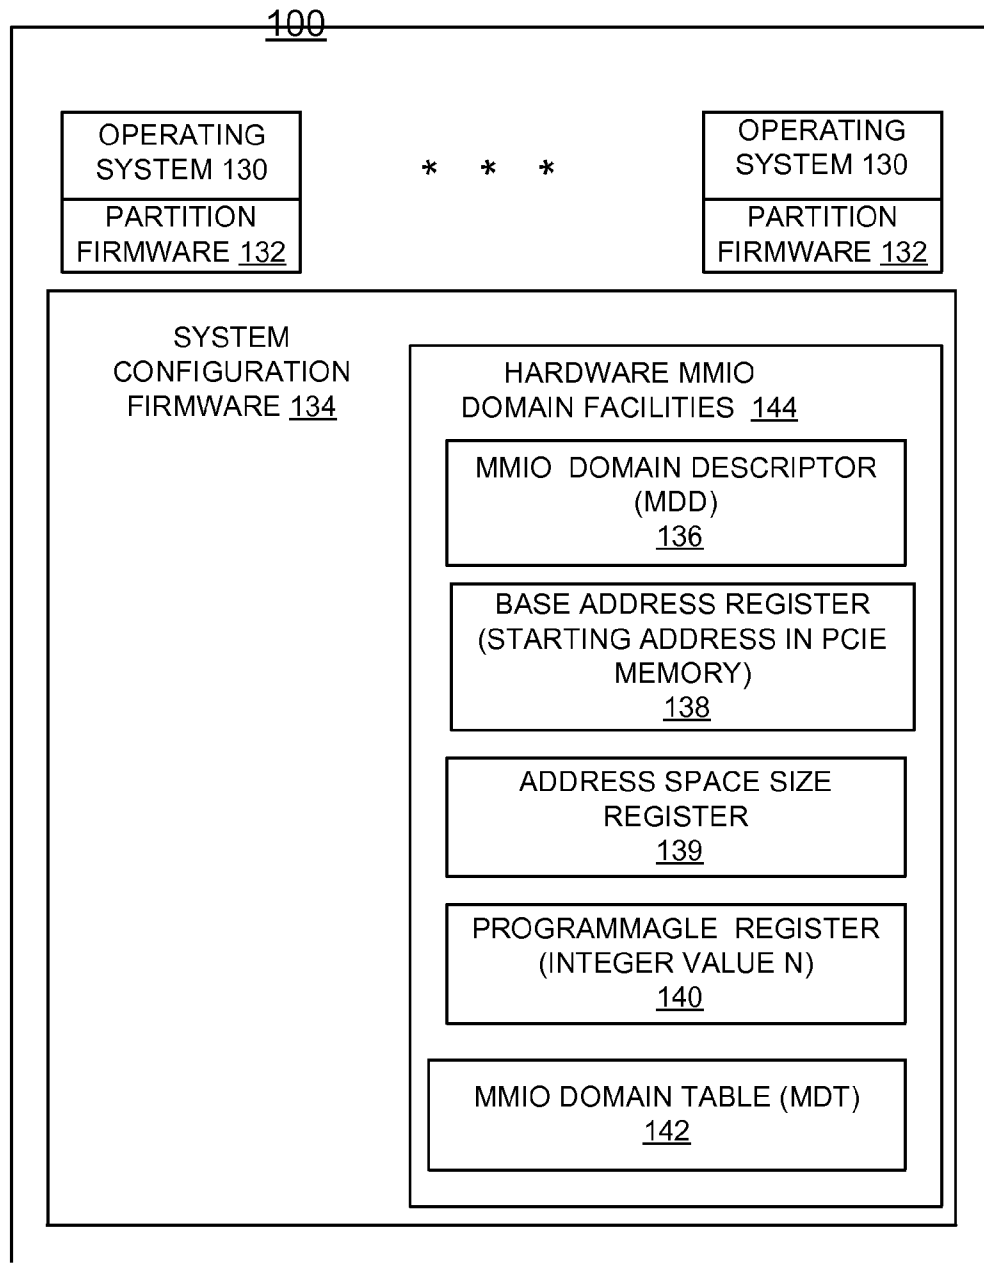 100
OPERATING
SYSTEM 130
PARTITION
FIRMWARE 132
* * *
OPERATING
SYSTEM 130
PARTITION
FIRMWARE 132
SYSTEM
CONFIGURATION
FIRMWARE 134
HARDWARE MMIO
DOMAIN FACILITIES 144
MMIO DOMAIN DESCRIPTOR
(MDD)
136
BASE ADDRESS REGISTER
(STARTING ADDRESS IN PCIE
MEMORY)
138
ADDRESS SPACE SIZE
REGISTER
139
PROGRAMMAGLE REGISTER
(INTEGER VALUE N)
140
MMIO DOMAIN TABLE (MDT)
142